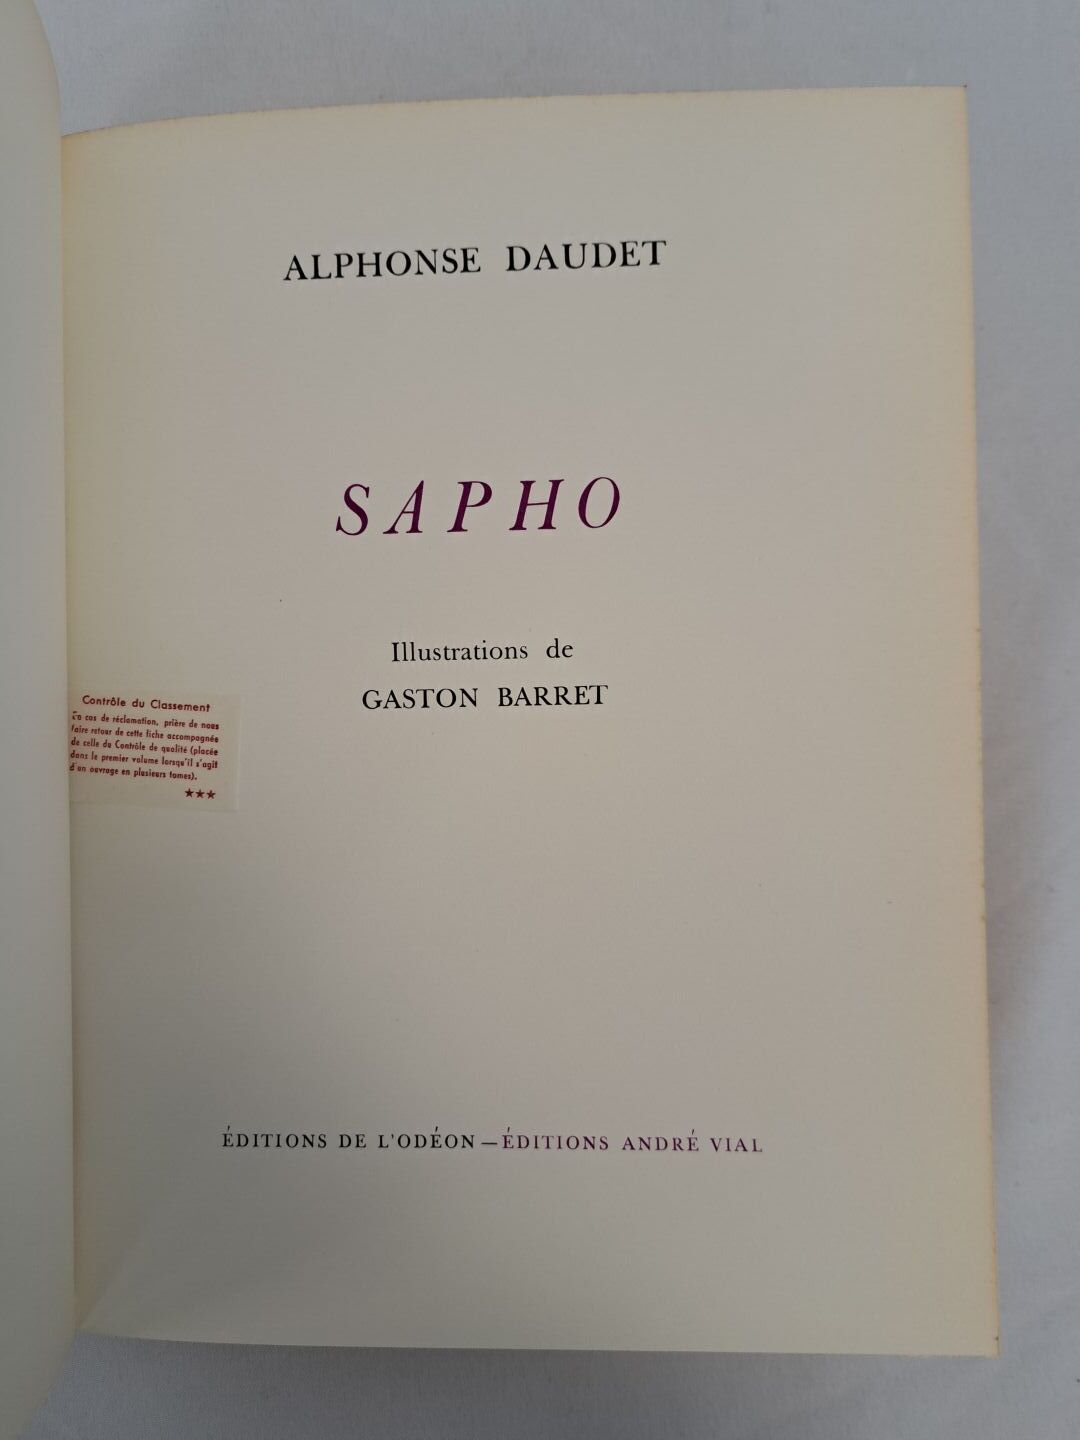 ALPHONSE DAUDET
SAPHO
Illustrations de
GASTON BARRET
Contrôle du Classement
En cas de réclamation, prière de nous
faire retour de cette fiche accompagnée
de celle du Contrôle de qualité (placée
dans le premier volume lorsqu'il s'agit
d'un ouvrage en plusieurs tomes).
★★★
ÉDITIONS DE L'ODÉON — ÉDITIONS ANDRÉ VIAL